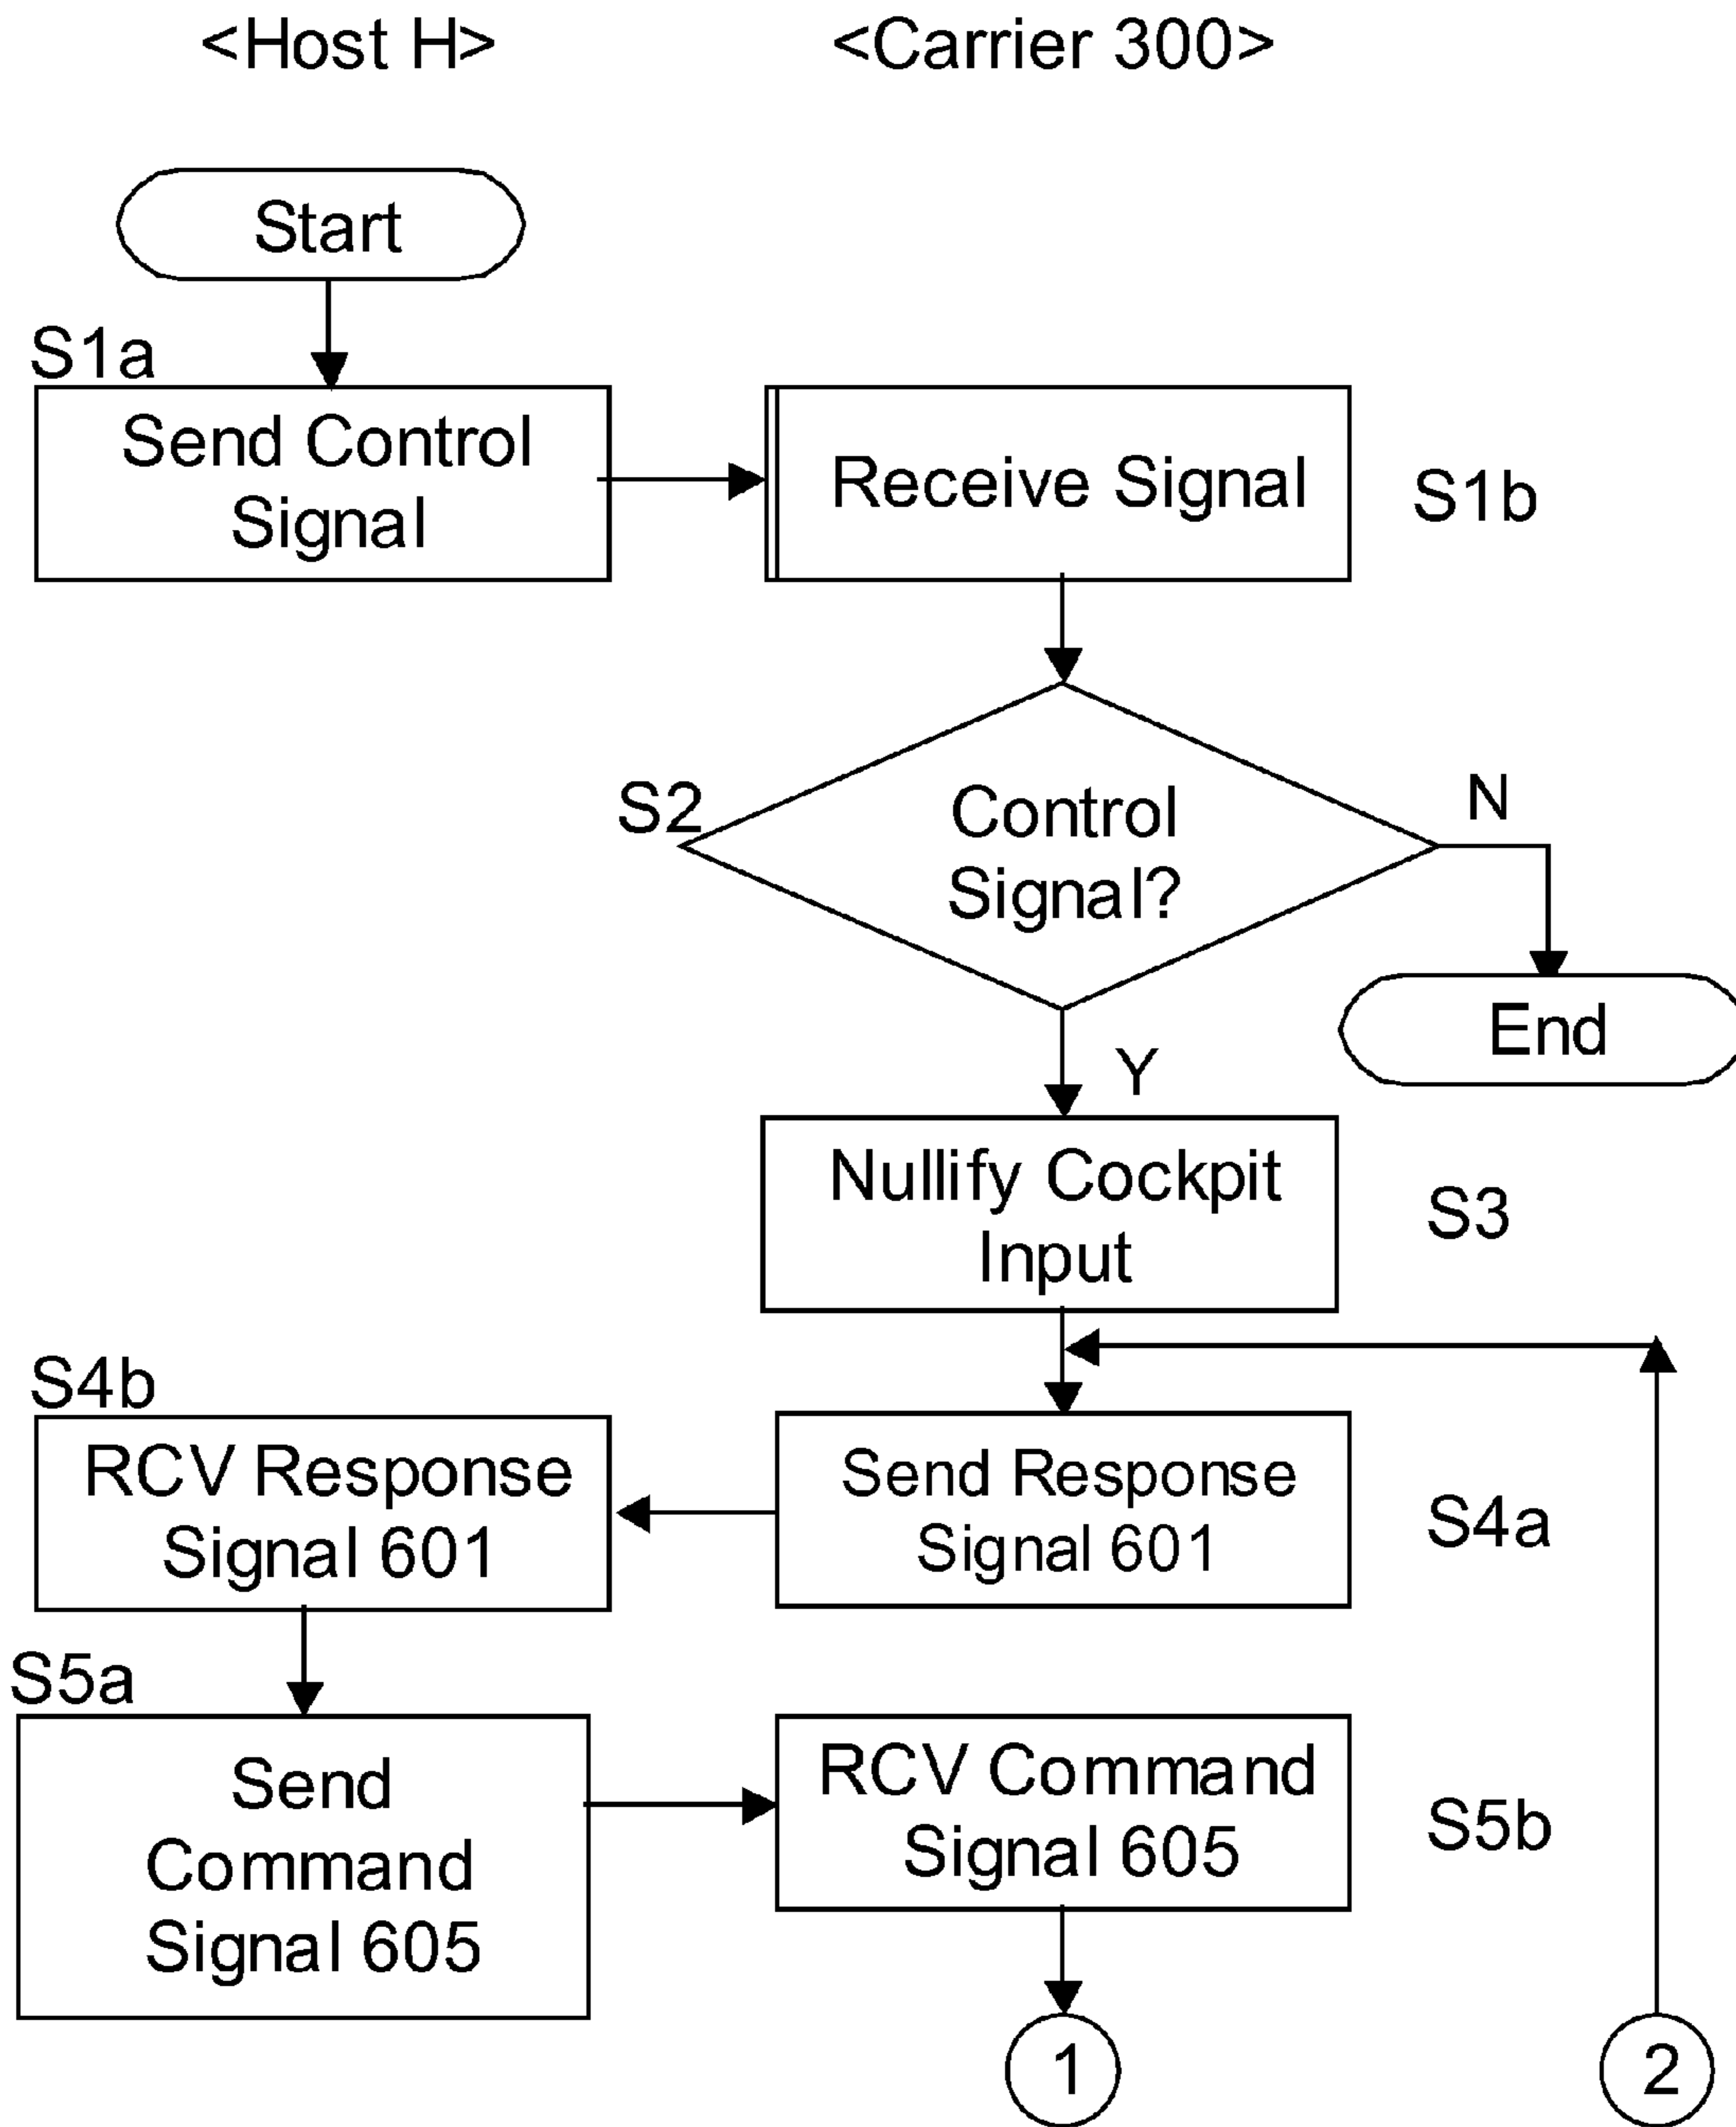 <Host H>
<Carrier 300>
Start
S1a
Send Control
Signal
Receive Signal
S1b
S2
Control
Signal?
N
End
Y
Nullify Cockpit
Input
S3
S4b
RCV Response
Signal 601
Send Response
Signal 601
S4a
S5a
Send
Command
Signal 605
RCV Command
Signal 605
S5b
1
2